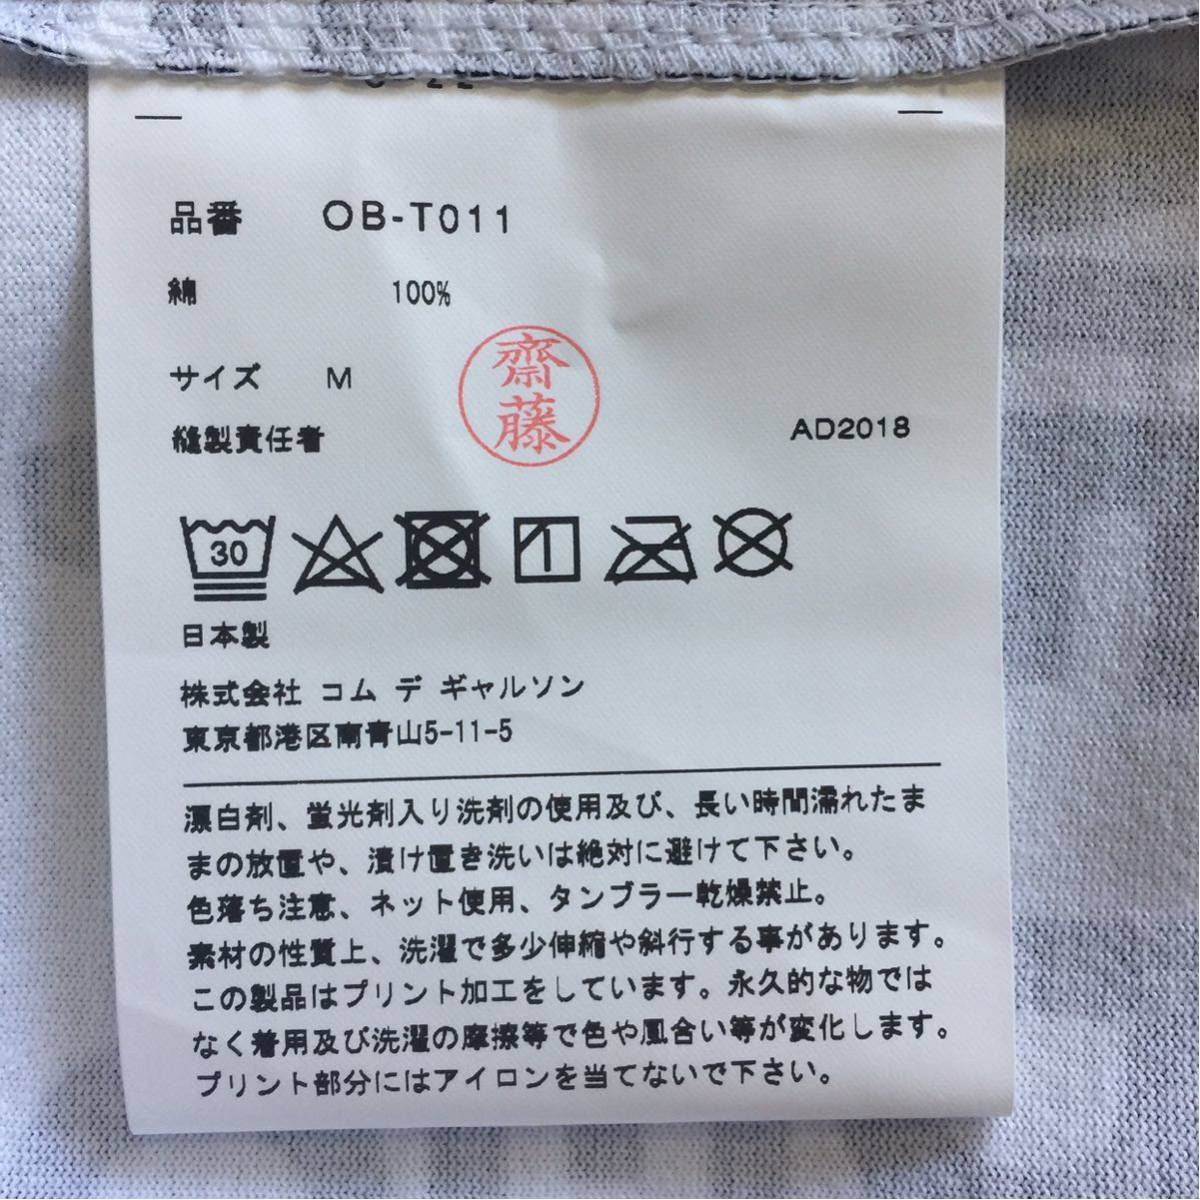 品番 OB-T011
綿 100%
サイズ M
齋藤
縫製責任者 AD2018
30
日本製
株式会社 コム デ ギャルソン
東京都港区南青山5-11-5
漂白剤、蛍光剤入り洗剤の使用及び、長い時間濡れたま
まの放置や、漬け置き洗いは絶対に避けて下さい。
色落ち注意、ネット使用、タンブラー乾燥禁止。
素材の性質上、洗濯で多少伸縮や斜行する事があります。
この製品はプリント加工をしています。永久的な物では
なく着用及び洗濯の摩擦等で色や風合い等が変化します。
プリント部分にはアイロンを当てないで下さい。